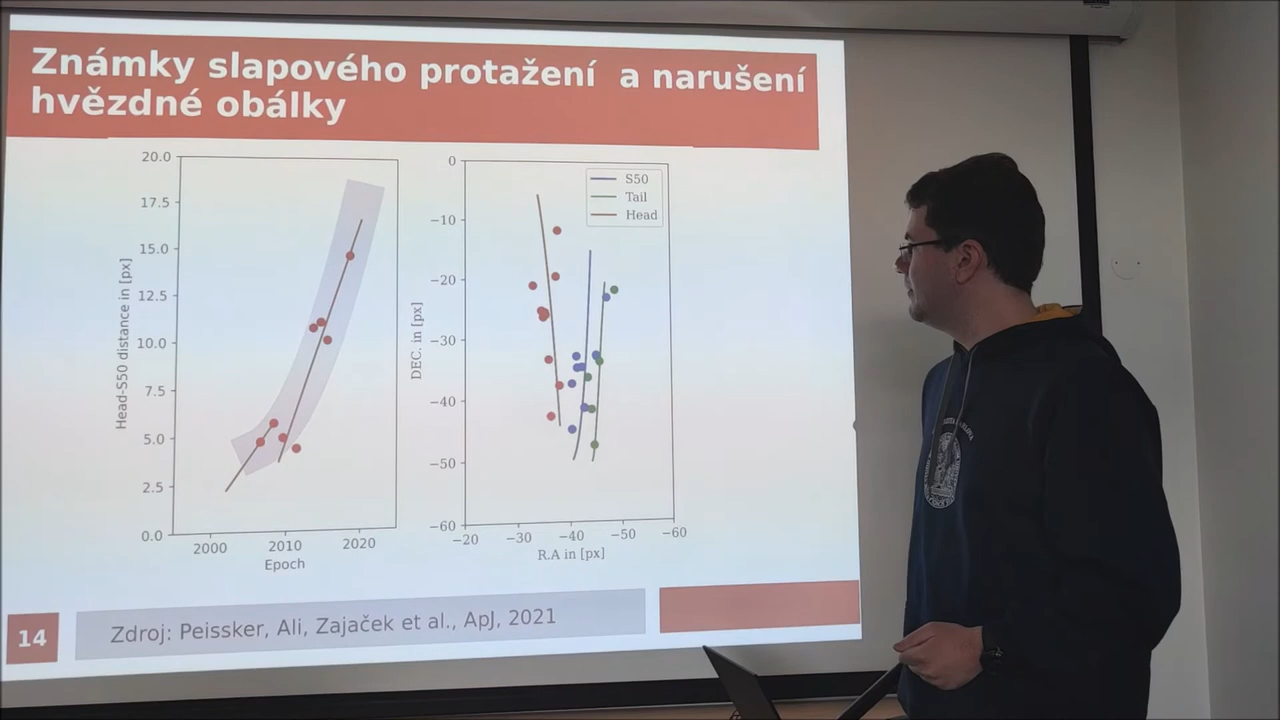 Známky slapového protažení a narušení
hvězdné obálky
20.0
17.5
15.0
12.5
10.0
7.5
5.0
2.5
0.0
Head-S50 distance in [px]
2000 2010 2020
Epoch
0
−10
−20
−30
−40
−50
−60
DEC. in [px]
S50
Tail
Head
−20 −30 −40 −50 −60
R.A in [px]
14
Zdroj: Peissker, Ali, Zajaček et al., ApJ, 2021